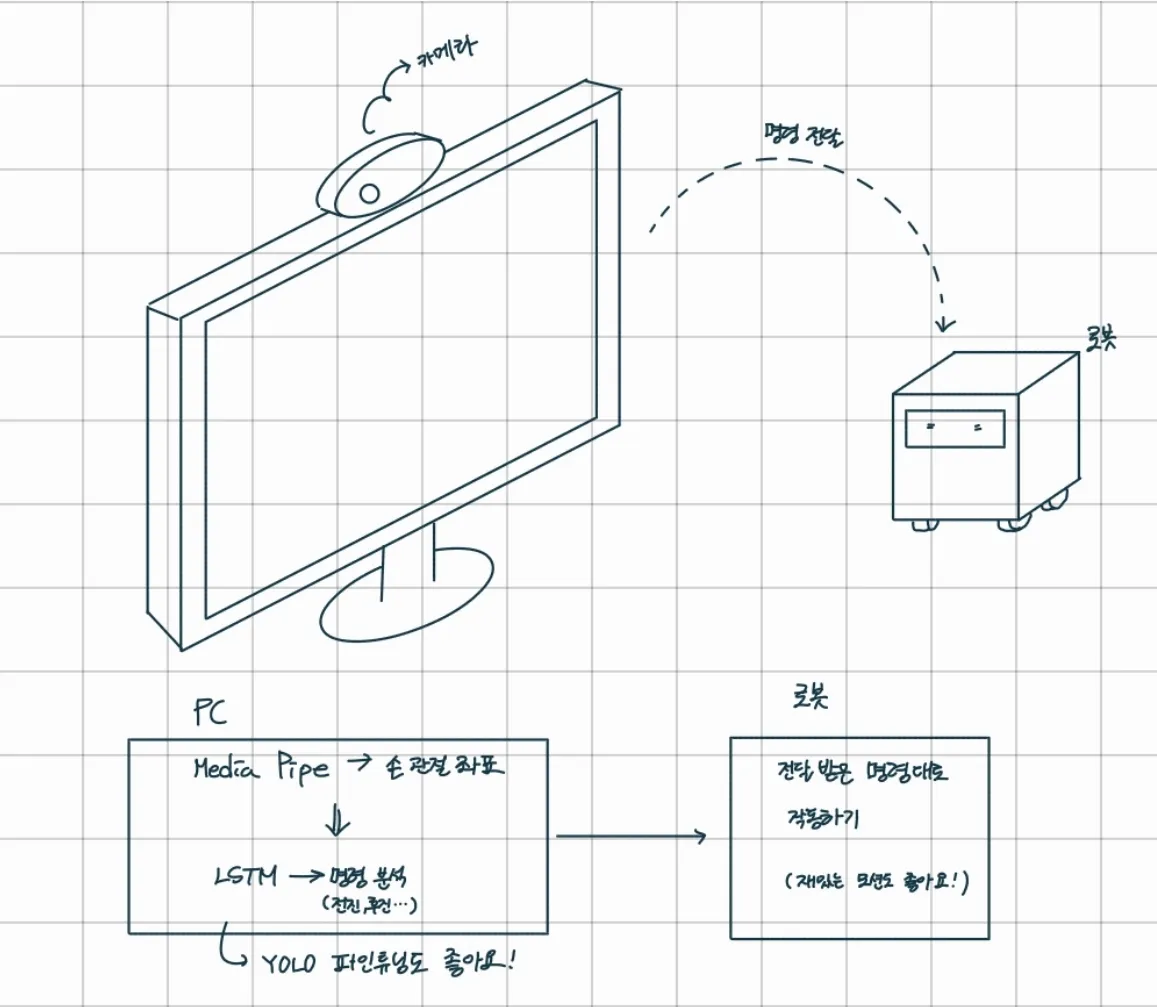 카메라
명령 전달
로봇
PC
Media Pipe → 손 관절 좌표
LSTM → 명령 분석
(전진, 후진…)
YOLO 파인튜닝도 좋아요!
로봇
전달 받은 명령대로
작동하기
(재밌는 모션도 좋아요!)